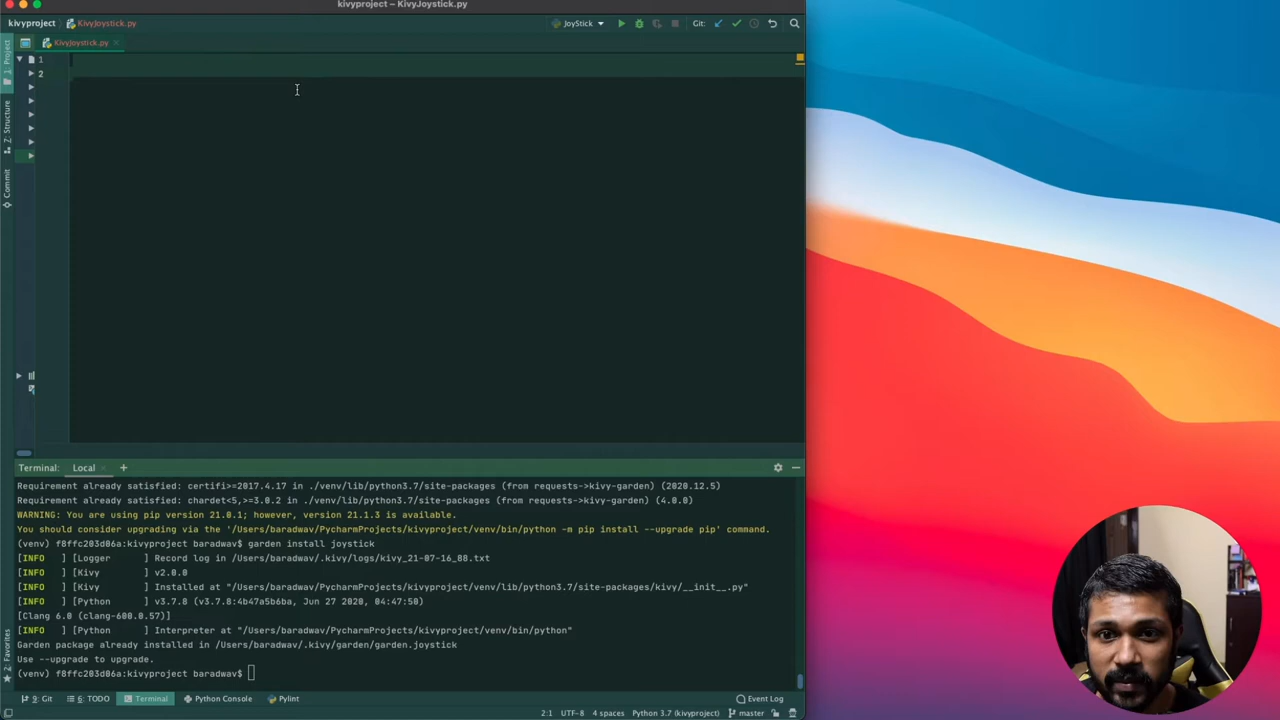 kivyproject – KivyJoystick.py
kivyproject KivyJoystick.py JoyStick Git:
KivyJoystick.py
1: Project
1
2
7: Structure
Commit
Terminal: Local +
Requirement already satisfied: certifi>=2017.4.17 in ./venv/lib/python3.7/site-packages (from requests->kivy-garden) (2020.12.5)
Requirement already satisfied: chardet<5,>=3.0.2 in ./venv/lib/python3.7/site-packages (from requests->kivy-garden) (4.0.0)
WARNING: You are using pip version 21.0.1; however, version 21.1.3 is available.
You should consider upgrading via the '/Users/baradwav/PycharmProjects/kivyproject/venv/bin/python -m pip install --upgrade pip' command.
(venv) f8ffc203d06a:kivyproject baradwav$ garden install joystick
[INFO   ] [Logger      ] Record log in /Users/baradwav/.kivy/logs/kivy_21-07-16_88.txt
[INFO   ] [Kivy        ] v2.0.0
[INFO   ] [Kivy        ] Installed at "/Users/baradwav/PycharmProjects/kivyproject/venv/lib/python3.7/site-packages/kivy/__init__.py"
[INFO   ] [Python      ] v3.7.8 (v3.7.8:4b47a5b6ba, Jun 27 2020, 04:47:50)
[Clang 6.0 (clang-600.0.57)]
[INFO   ] [Python      ] Interpreter at "/Users/baradwav/PycharmProjects/kivyproject/venv/bin/python"
Garden package already installed in /Users/baradwav/.kivy/garden/garden.joystick
Use --upgrade to upgrade.
(venv) f8ffc203d06a:kivyproject baradwav$
2: Favorites
9: Git 6: TODO Terminal Python Console Pylint Event Log
2:1 UTF-8 4 spaces Python 3.7 (kivyproject) master